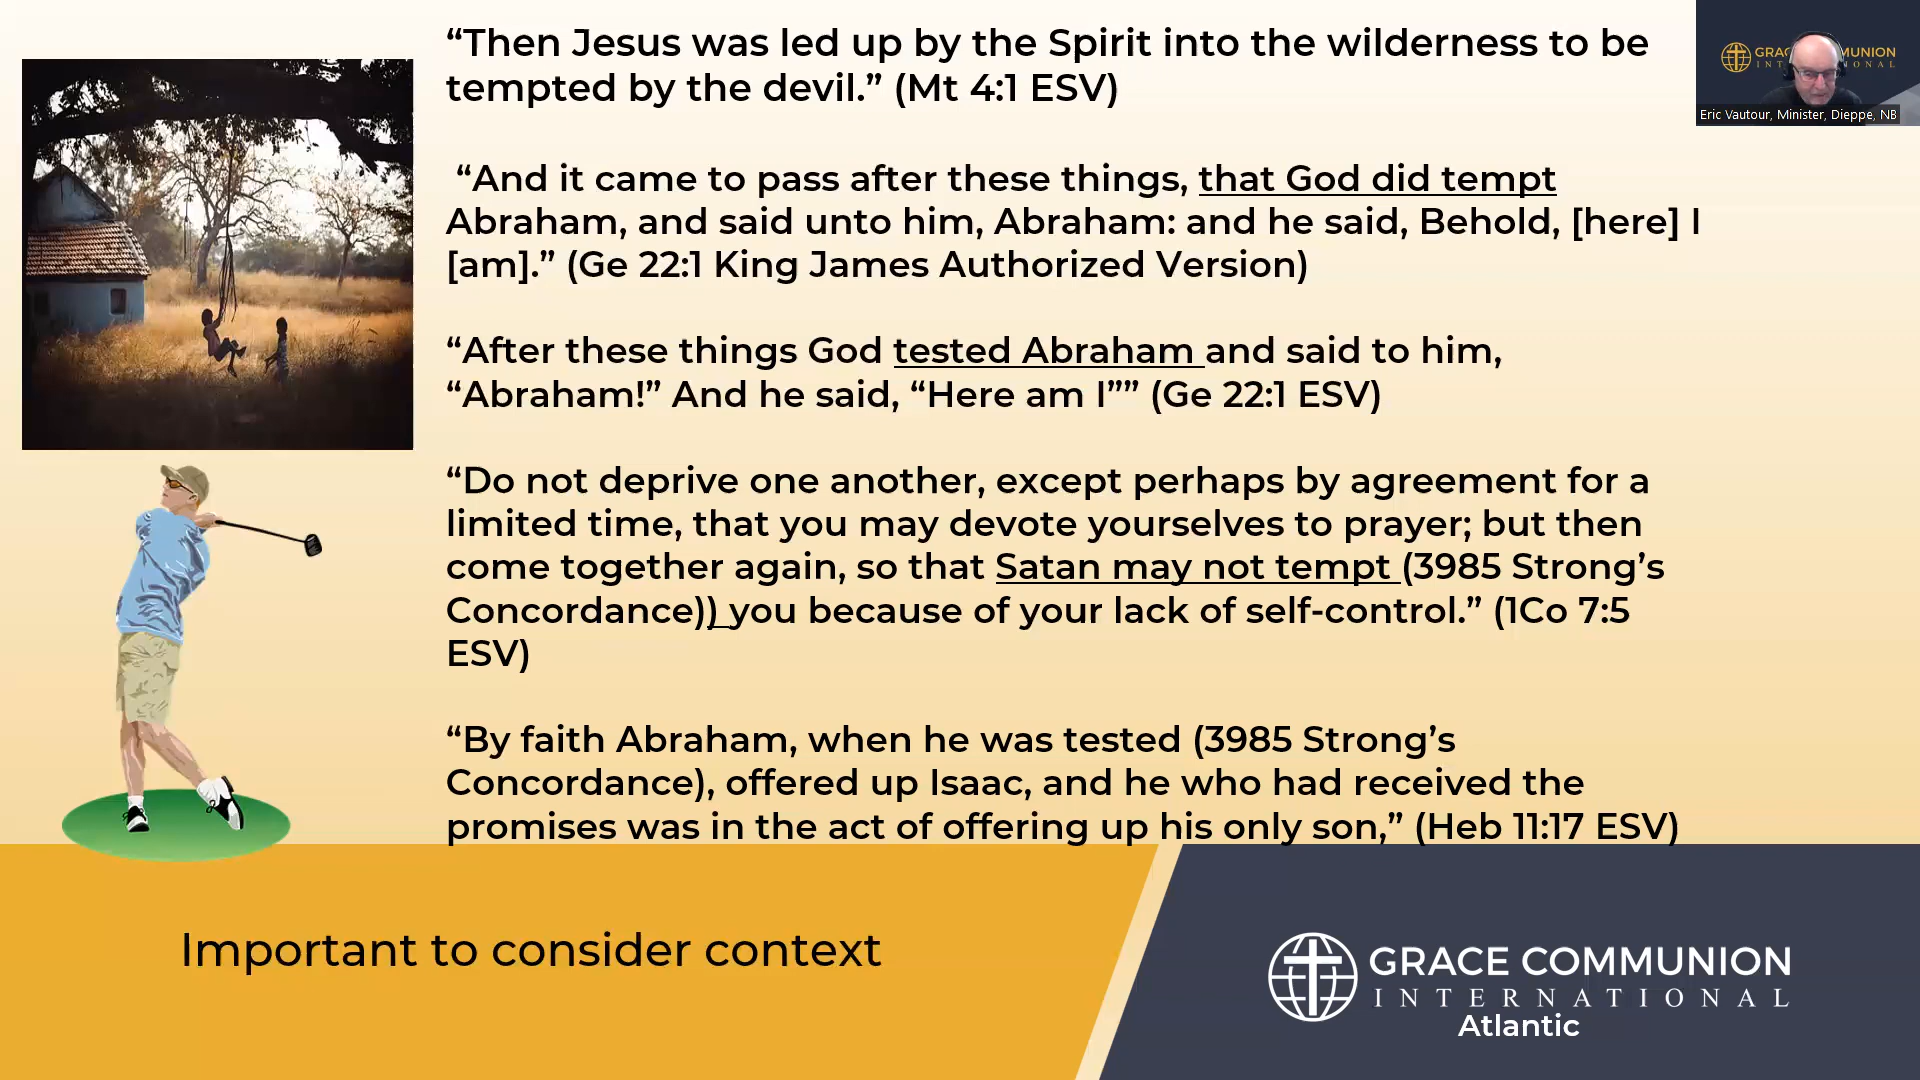 “Then Jesus was led up by the Spirit into the wilderness to be
tempted by the devil.” (Mt 4:1 ESV)
“And it came to pass after these things, that God did tempt
Abraham, and said unto him, Abraham: and he said, Behold, [here] I
[am].” (Ge 22:1 King James Authorized Version)
“After these things God tested Abraham and said to him,
“Abraham!” And he said, “Here am I”” (Ge 22:1 ESV)
“Do not deprive one another, except perhaps by agreement for a
limited time, that you may devote yourselves to prayer; but then
come together again, so that Satan may not tempt (3985 Strong’s
Concordance)) you because of your lack of self-control.” (1Co 7:5
ESV)
“By faith Abraham, when he was tested (3985 Strong’s
Concordance), offered up Isaac, and he who had received the
promises was in the act of offering up his only son,” (Heb 11:17 ESV)
Important to consider context
GRACE COMMUNION
INTERNATIONAL
Atlantic
Eric Vautour, Minister, Dieppe, NB